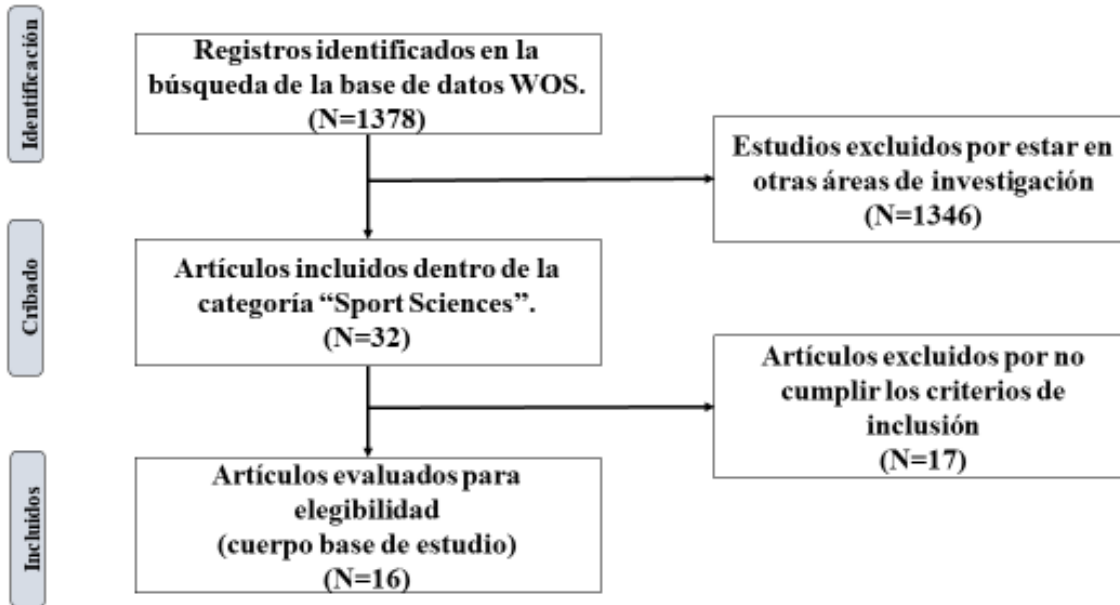 Identificación
Registros identificados en la
búsqueda de la base de datos WOS.
(N=1378)
Estudios excluidos por estar en
otras áreas de investigación
(N=1346)
Cribado
Artículos incluidos dentro de la
categoría “Sport Sciences”.
(N=32)
Artículos excluidos por no
cumplir los criterios de
inclusión
(N=17)
Incluidos
Artículos evaluados para
elegibilidad
(cuerpo base de estudio)
(N=16)